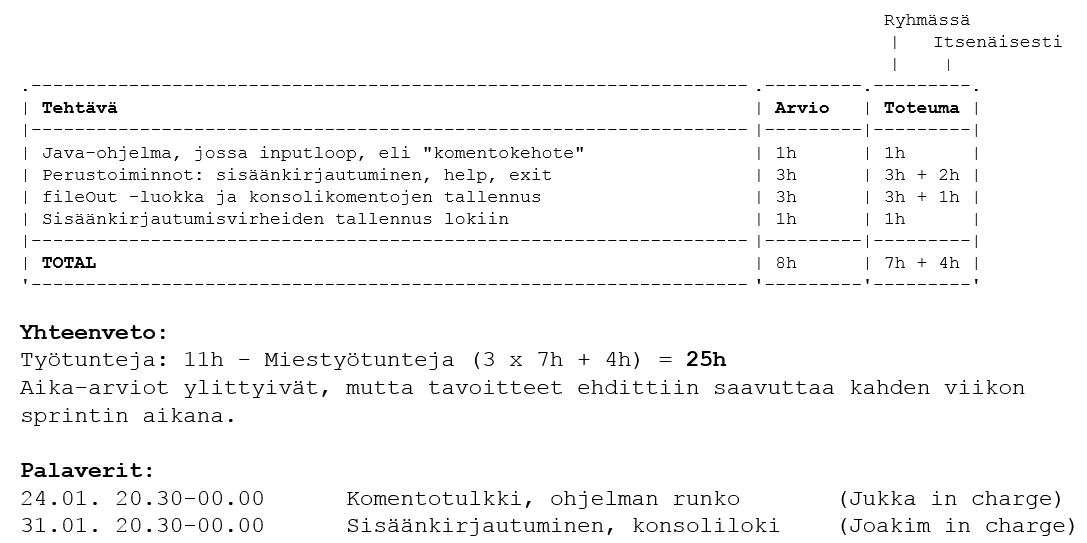 Ryhmässä
| Itsenäisesti
| |
.------------------------------------------------------------------.---------.---------.
| Tehtävä | Arvio | Toteuma |
|------------------------------------------------------------------|---------|---------|
| Java-ohjelma, jossa inputloop, eli "komentokehote" | 1h | 1h |
| Perustoiminnot: sisäänkirjautuminen, help, exit | 3h | 3h + 2h |
| fileOut -luokka ja konsolikomentojen tallennus | 3h | 3h + 1h |
| Sisäänkirjautumisvirheiden tallennus lokiin | 1h | 1h |
|------------------------------------------------------------------|---------|---------|
| TOTAL | 8h | 7h + 4h |
'------------------------------------------------------------------'---------'---------'
Yhteenveto:
Työtunteja: 11h - Miestyötunteja (3 x 7h + 4h) = 25h
Aika-arviot ylittyivät, mutta tavoitteet ehdittiin saavuttaa kahden viikon
sprintin aikana.
Palaverit:
24.01. 20.30-00.00 Komentotulkki, ohjelman runko (Jukka in charge)
31.01. 20.30-00.00 Sisäänkirjautuminen, konsoliloki (Joakim in charge)